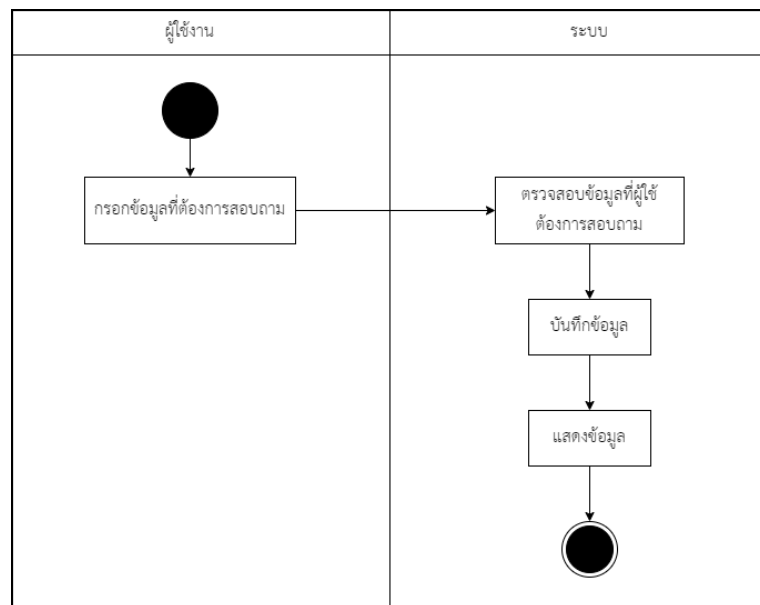 ผู้ใช้งาน
ระบบ
กรอกข้อมูลที่ต้องการสอบถาม
ตรวจสอบข้อมูลที่ผู้ใช้
ต้องการสอบถาม
บันทึกข้อมูล
แสดงข้อมูล